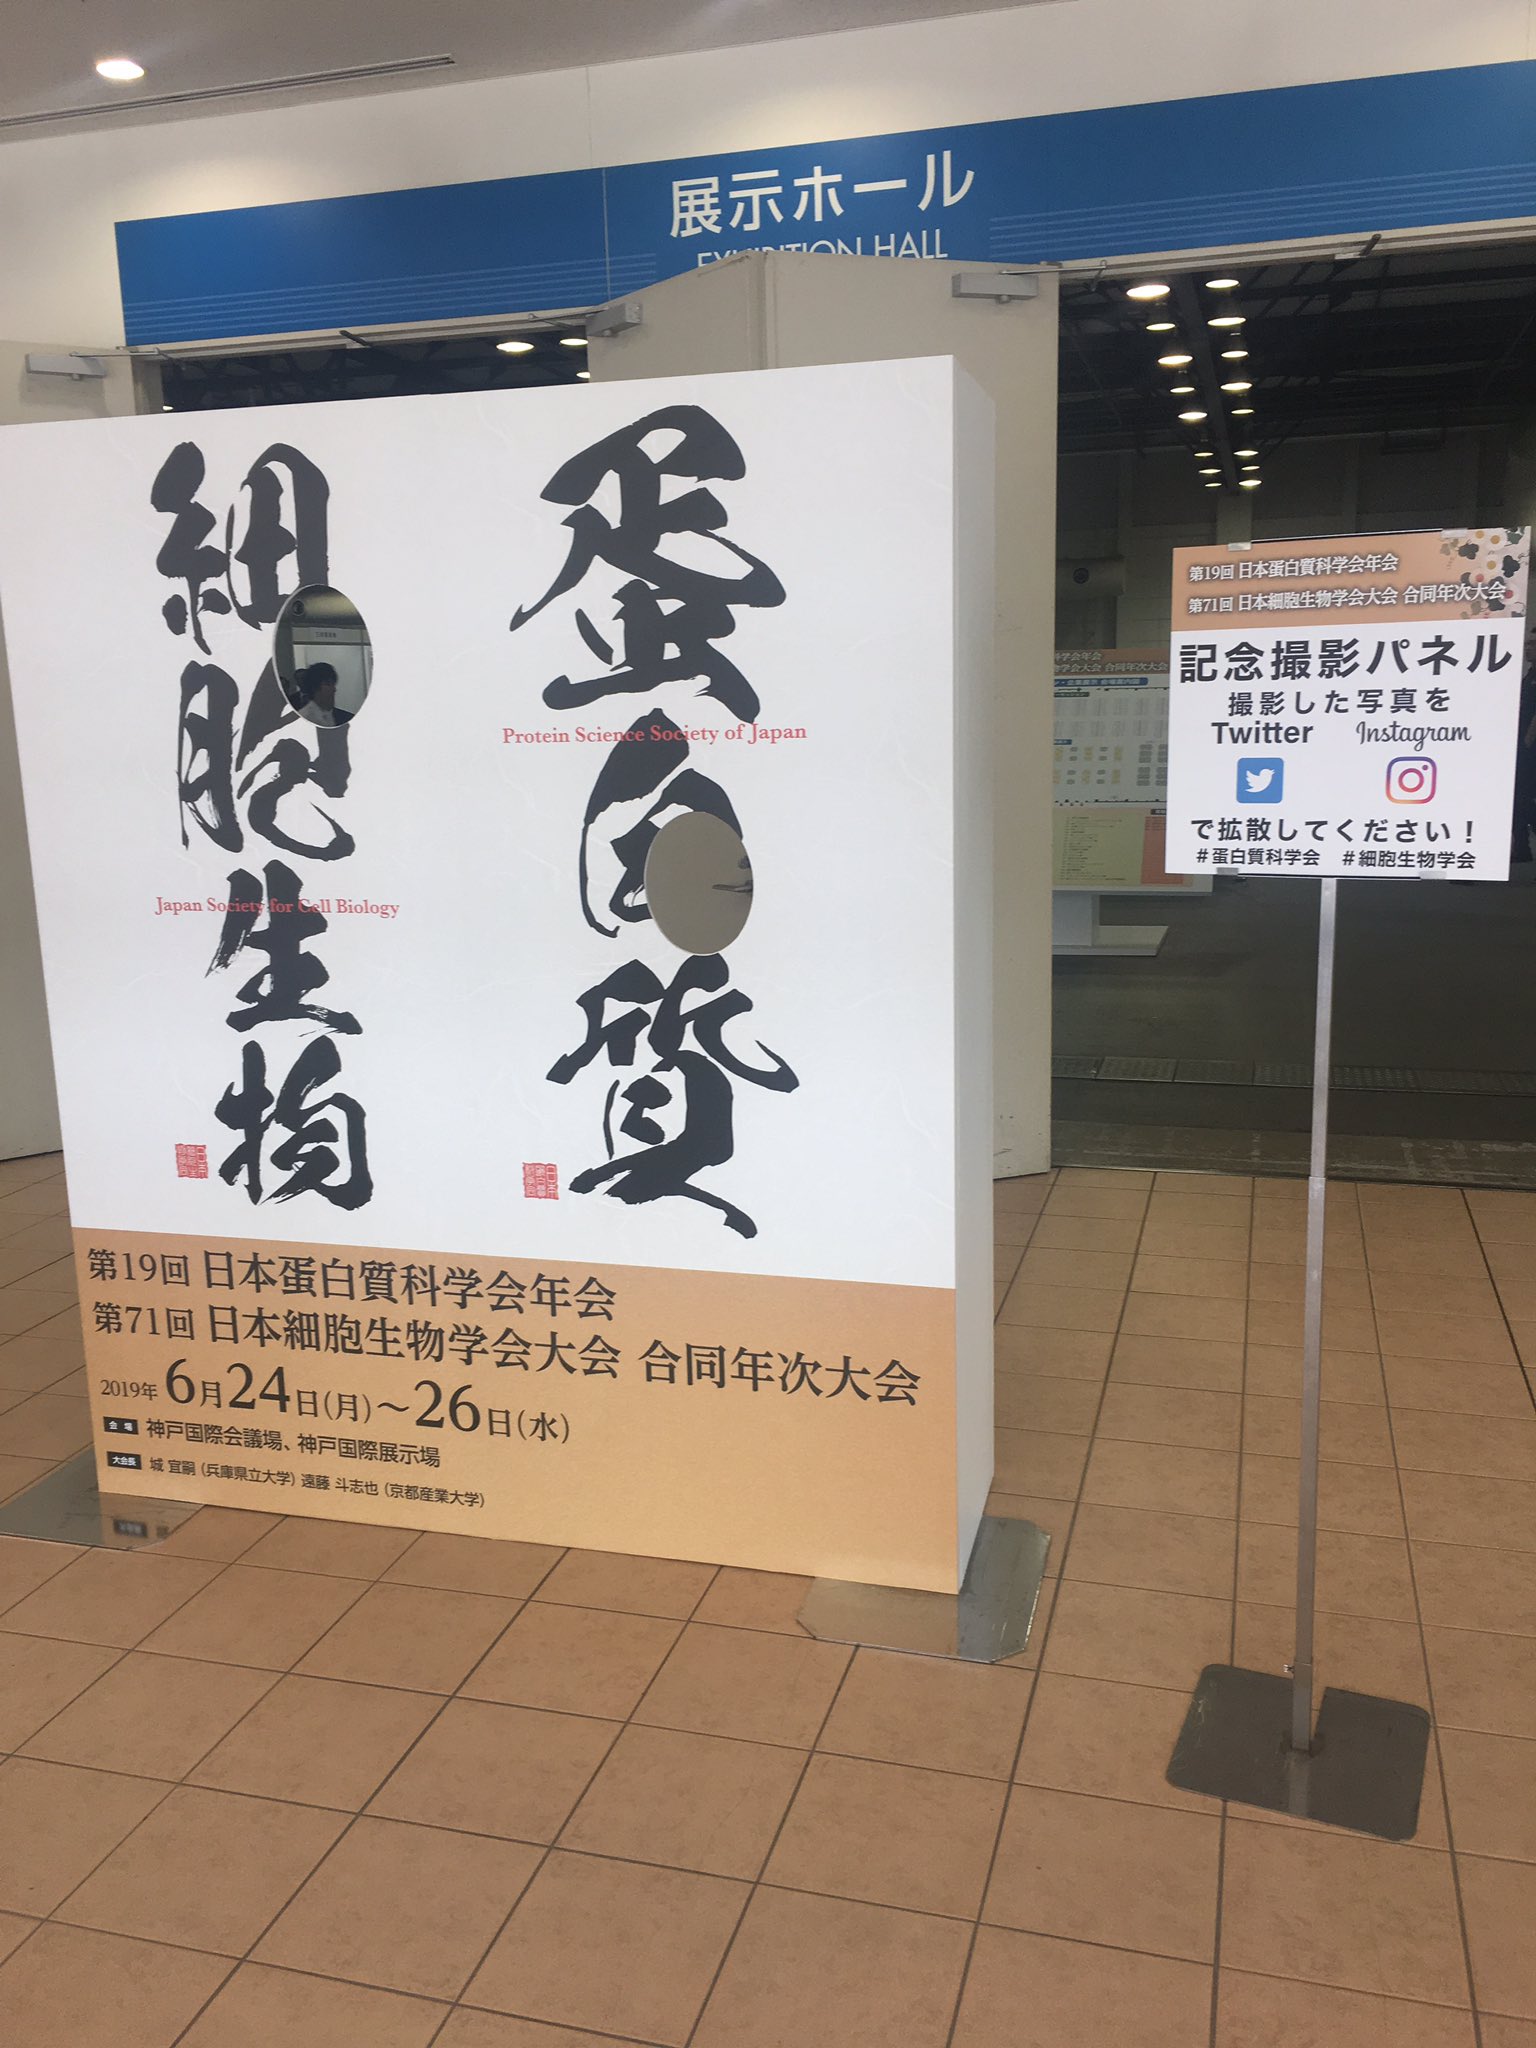 展示ホール
EXHIBITION HALL
蛋白質
Protein Science Society of Japan
細胞生物
Japan Society for Cell Biology
第19回 日本蛋白質科学会年会
第71回 日本細胞生物学会大会 合同年次大会
2019年 6月24日(月)～26日(水)
会場 神戸国際会議場、神戸国際展示場
大会長 城 宜嗣 (兵庫県立大学) 遠藤 斗志也 (京都産業大学)
第19回 日本蛋白質科学会年会
第71回 日本細胞生物学会大会 合同年次大会
記念撮影パネル
撮影した写真を
Twitter Instagram
で拡散してください！
#蛋白質科学会 #細胞生物学会